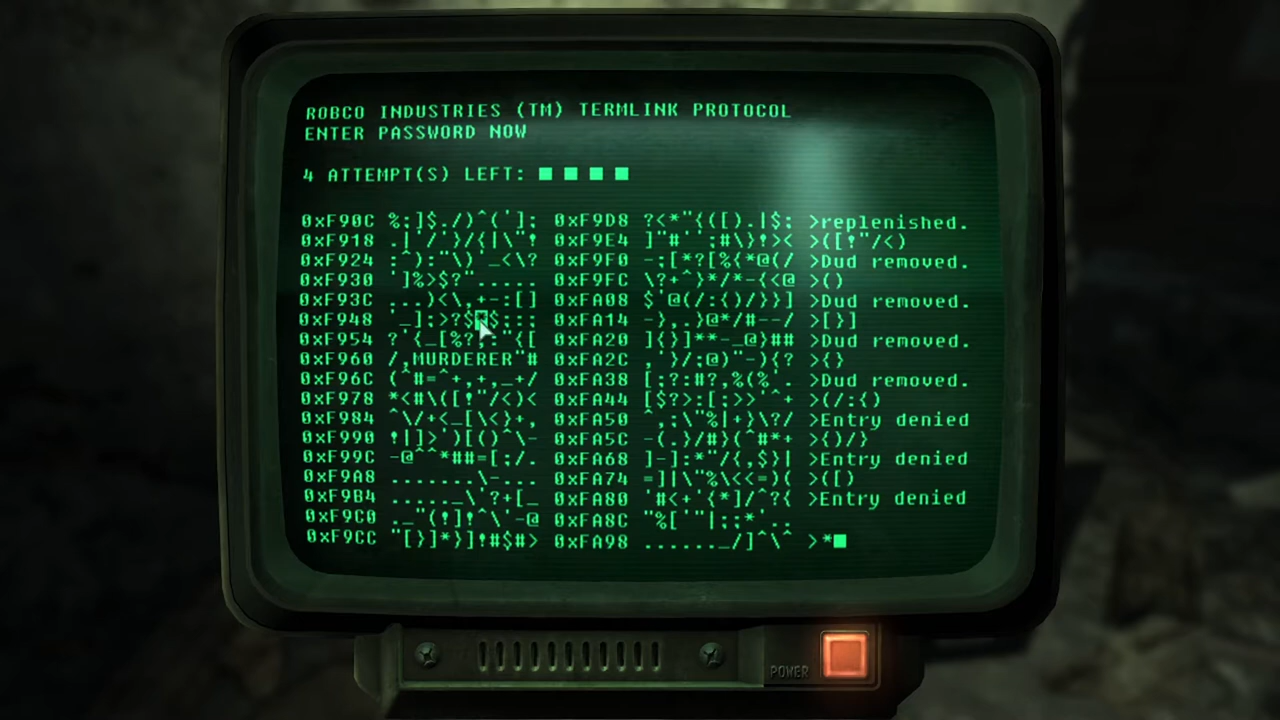 ROBCO INDUSTRIES (TM) TERMLINK PROTOCOL
ENTER PASSWORD NOW
4 ATTEMPT(S) LEFT: ■ ■ ■ ■
0xF90C %;]$./)^('];
0xF918 .|"/'}/{|\"!
0xF924 :^):"\)'_<\?
0xF930 ']%>$?".....
0xF93C ...)<\,+-:[]
0xF948
0xF954
0xF960 /,MURDERER"#
0xF96C (^#=^+,+,_+/
0xF978 *<#\([!"/<)<
0xF984 ^\/+<_[\<}+,
0xF990 !|]>')[()^\-
0xF99C -@^^*##=[;/.
0xF9A8 .......\-...
0xF9B4 ....._\'?+[_
0xF9C0 ._"(!]!^\'-@
0xF9CC "[}]*}]!#$#>
0xF9D8 ?<*"{([).|$:
0xF9E4 ]"#'';#\}!><
0xF9F0 -;[*?[%{*@(/
0xF9FC \?+^}*/*-{<@
0xFA08 $'@(/:{)/}}]
0xFA14 -},.}@*/#--/
0xFA20 ]{}]**-_@}##
0xFA2C ,'}/;@)"-){?
0xFA38 [;?:#?,%(%'.
0xFA44 [$?>:[;>>'^+
0xFA50 ^,;\"%|+}\?/
0xFA5C -(.}/#}(^#*+
0xFA68 ]-]:*"/{,$}|
0xFA74 =]|\"%\<<=)(
0xFA80 '#<+'{*]/^?{
0xFA8C "%['"|;;*'..
0xFA98 ......_/]^\^
>replenished.
>([!"/<)
>Dud removed.
>()
>Dud removed.
>[}]
>Dud removed.
>{}
>Dud removed.
>(/:{)
>Entry denied
>{)/}
>Entry denied
>([)
>Entry denied
>*■
POWER